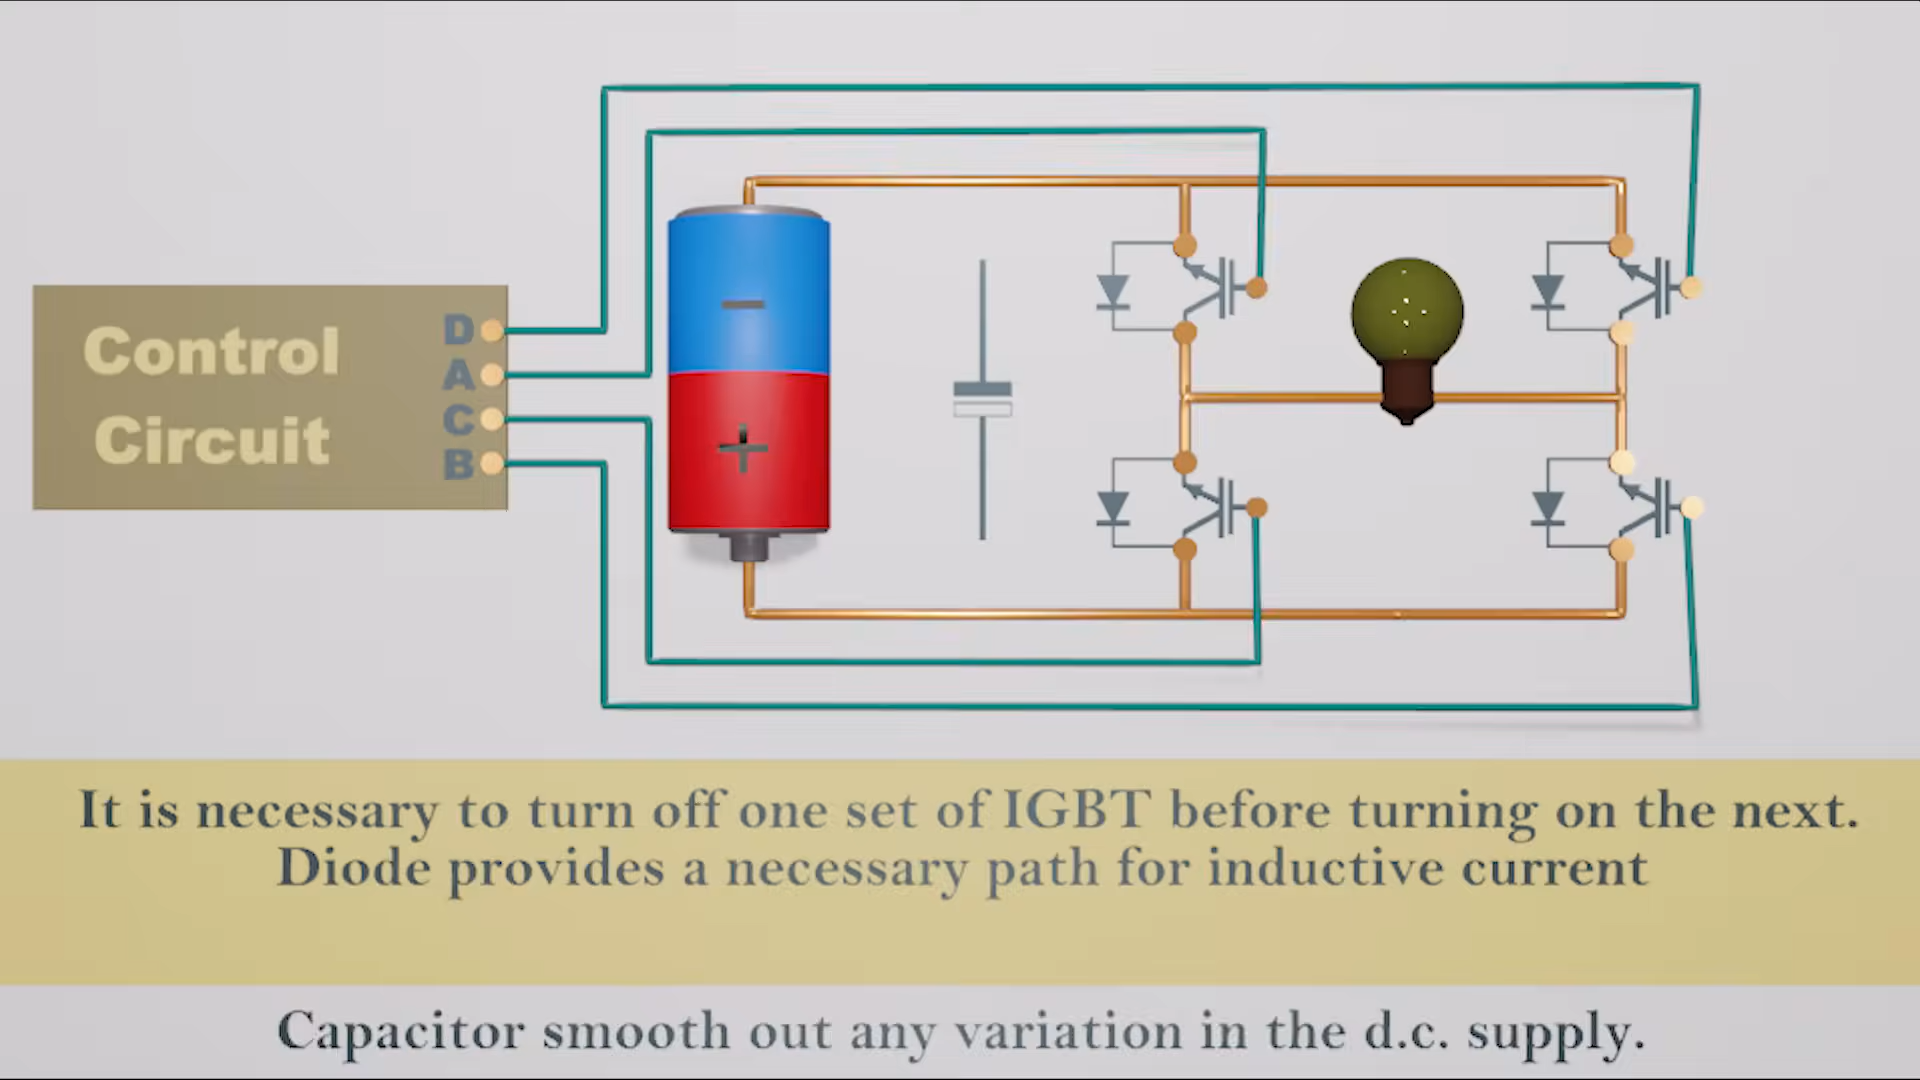 Control
Circuit
D
A
C
B
It is necessary to turn off one set of IGBT before turning on the next.
Diode provides a necessary path for inductive current
Capacitor smooth out any variation in the d.c. supply.